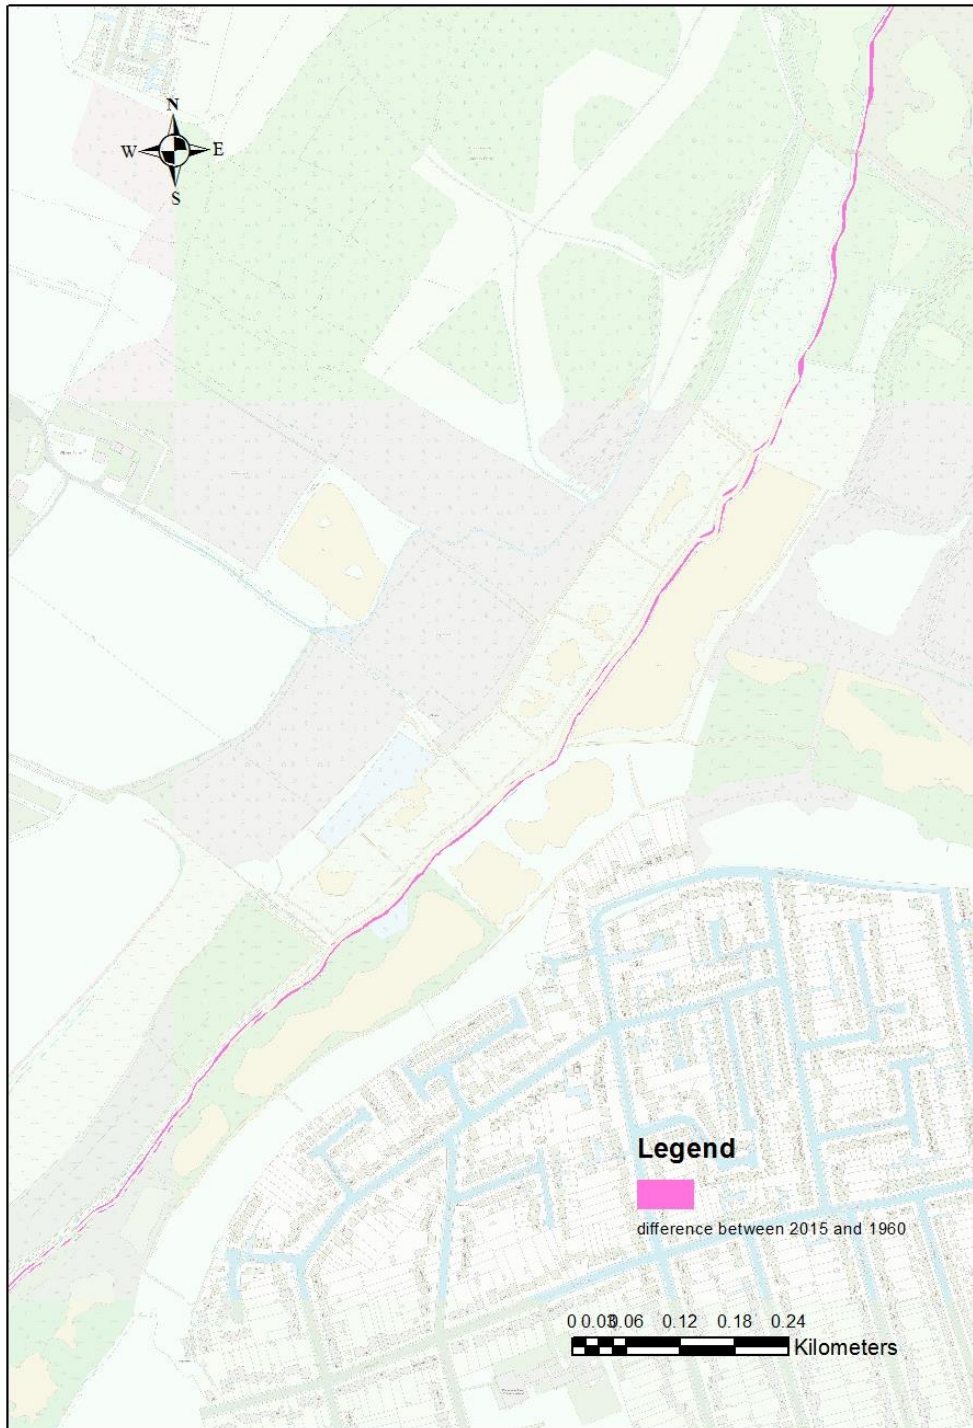 N
W E
S
Legend
difference between 2015 and 1960
0 0.03 0.06 0.12 0.18 0.24
Kilometers